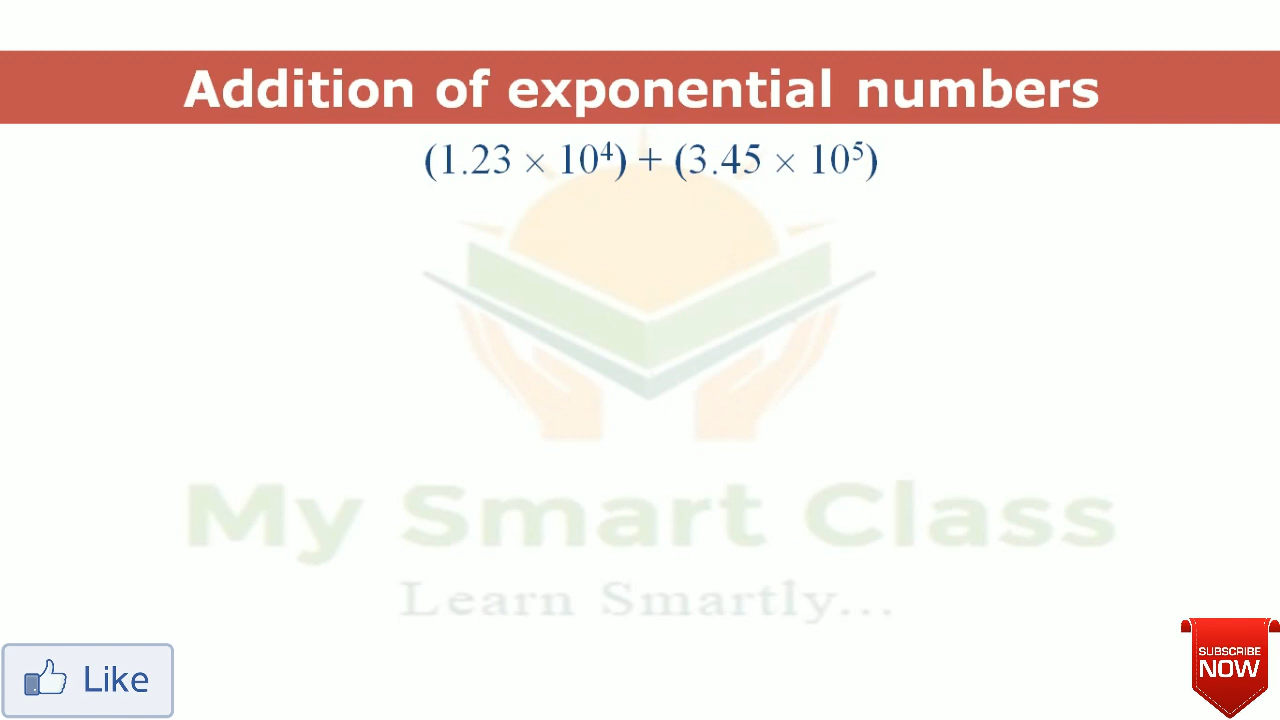 Addition of exponential numbers
(1.23 × 10⁴) + (3.45 × 10⁵)
My Smart Class
Learn Smartly...
Like
SUBSCRIBE
NOW